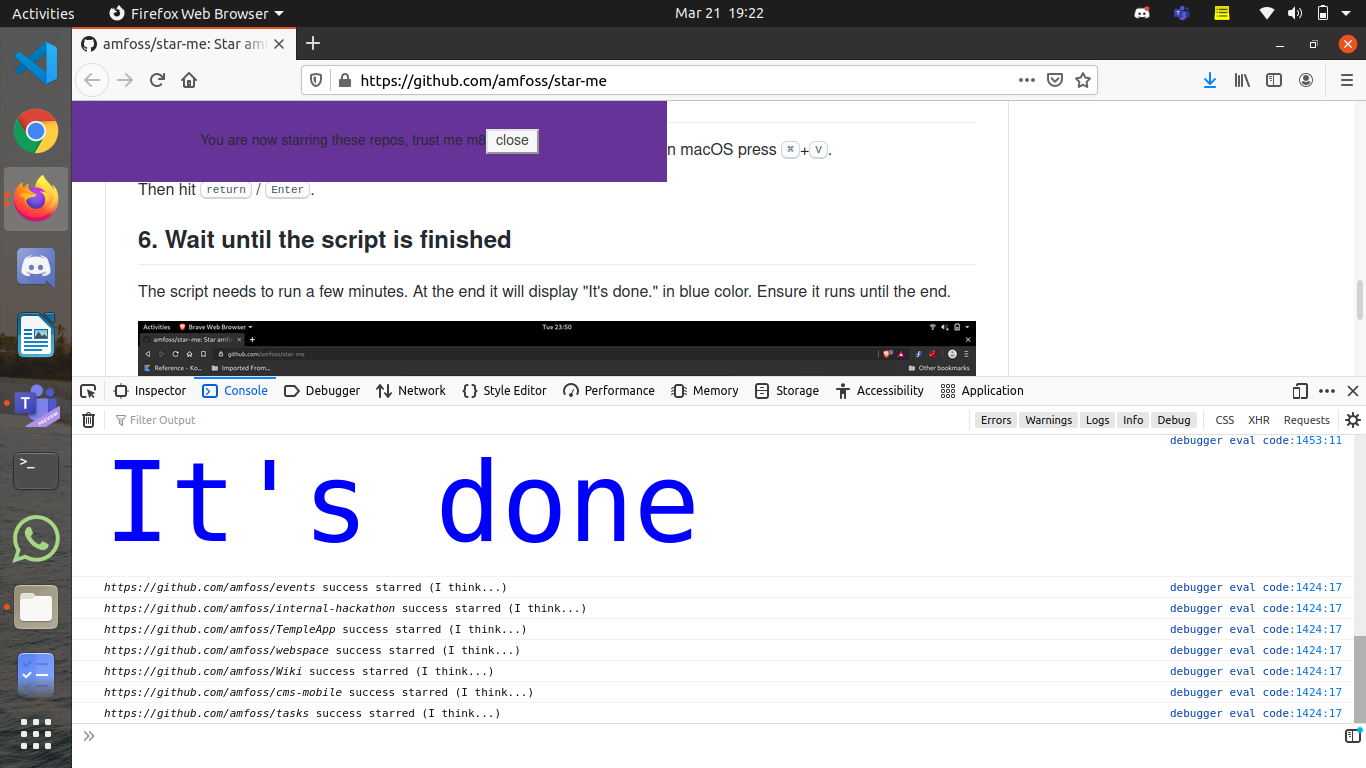 Activities
Firefox Web Browser
Mar 21 19:22
amfoss/star-me: Star am
https://github.com/amfoss/star-me
You are now starring these repos, trust me m8
close
n macOS press ⌘+V.
Then hit return / Enter.
6. Wait until the script is finished
The script needs to run a few minutes. At the end it will display "It's done." in blue color. Ensure it runs until the end.
Activities Brave Web Browser Tue 23:50
amfoss/star-me: Star amfo
github.com/amfoss/star-me
Reference - Ko... Imported From... Other bookmarks
Inspector Console Debugger Network Style Editor Performance Memory Storage Accessibility Application
Filter Output Errors Warnings Logs Info Debug CSS XHR Requests
debugger eval code:1453:11
It's done
https://github.com/amfoss/events success starred (I think...) debugger eval code:1424:17
https://github.com/amfoss/internal-hackathon success starred (I think...) debugger eval code:1424:17
https://github.com/amfoss/TempleApp success starred (I think...) debugger eval code:1424:17
https://github.com/amfoss/webspace success starred (I think...) debugger eval code:1424:17
https://github.com/amfoss/Wiki success starred (I think...) debugger eval code:1424:17
https://github.com/amfoss/cms-mobile success starred (I think...) debugger eval code:1424:17
https://github.com/amfoss/tasks success starred (I think...) debugger eval code:1424:17